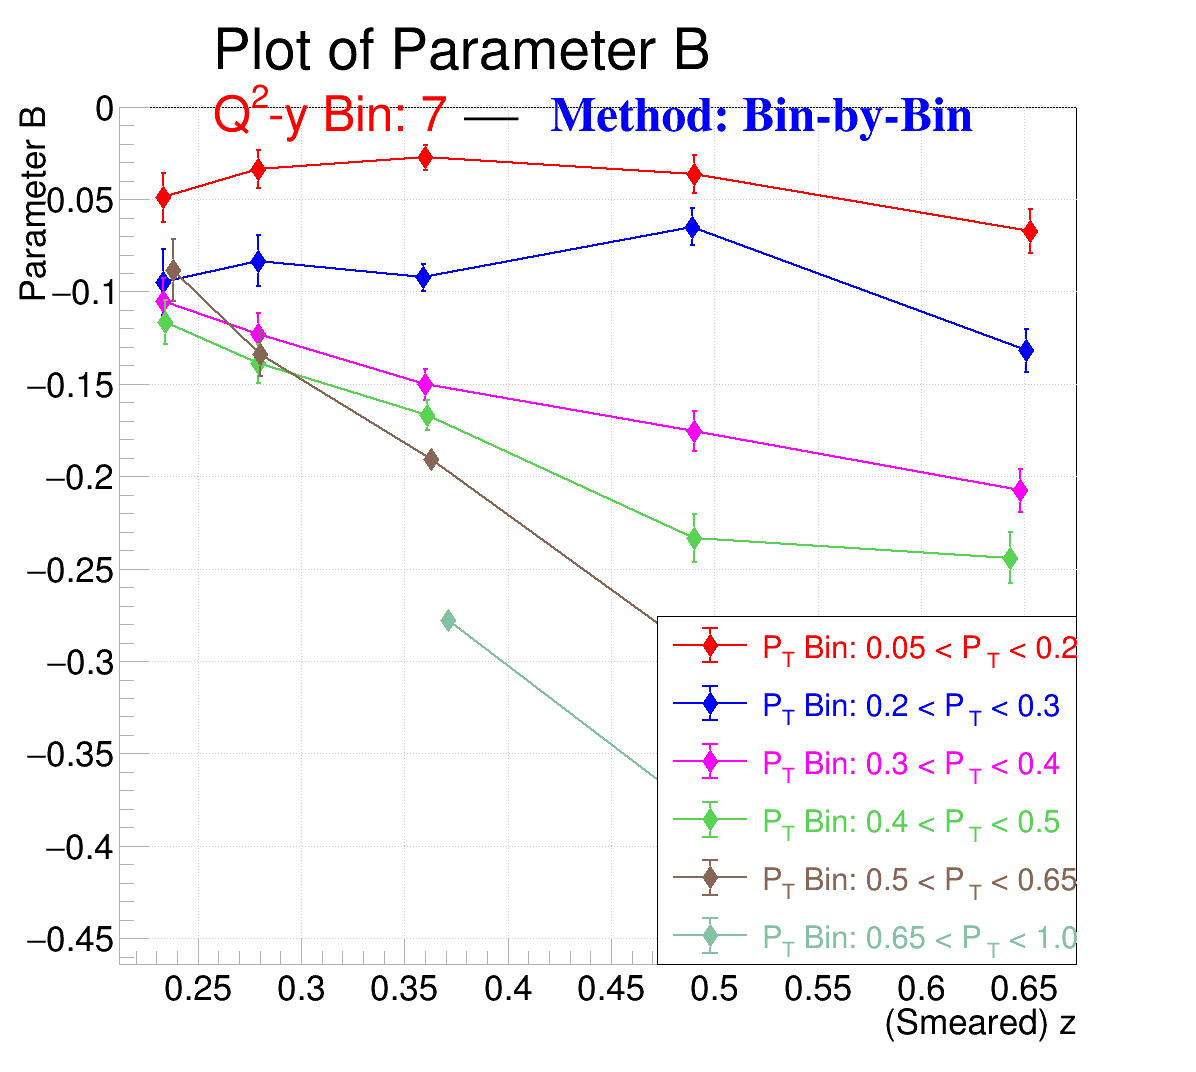 Plot of Parameter B
Q2-y Bin: 7 — Method: Bin-by-Bin
Parameter B
0
0.05
−0.1
−0.15
−0.2
−0.25
−0.3
−0.35
−0.4
−0.45
PT Bin: 0.05 < PT < 0.2
PT Bin: 0.2 < PT < 0.3
PT Bin: 0.3 < PT < 0.4
PT Bin: 0.4 < PT < 0.5
PT Bin: 0.5 < PT < 0.65
PT Bin: 0.65 < PT < 1.0
0.25 0.3 0.35 0.4 0.45 0.5 0.55 0.6 0.65
(Smeared) z